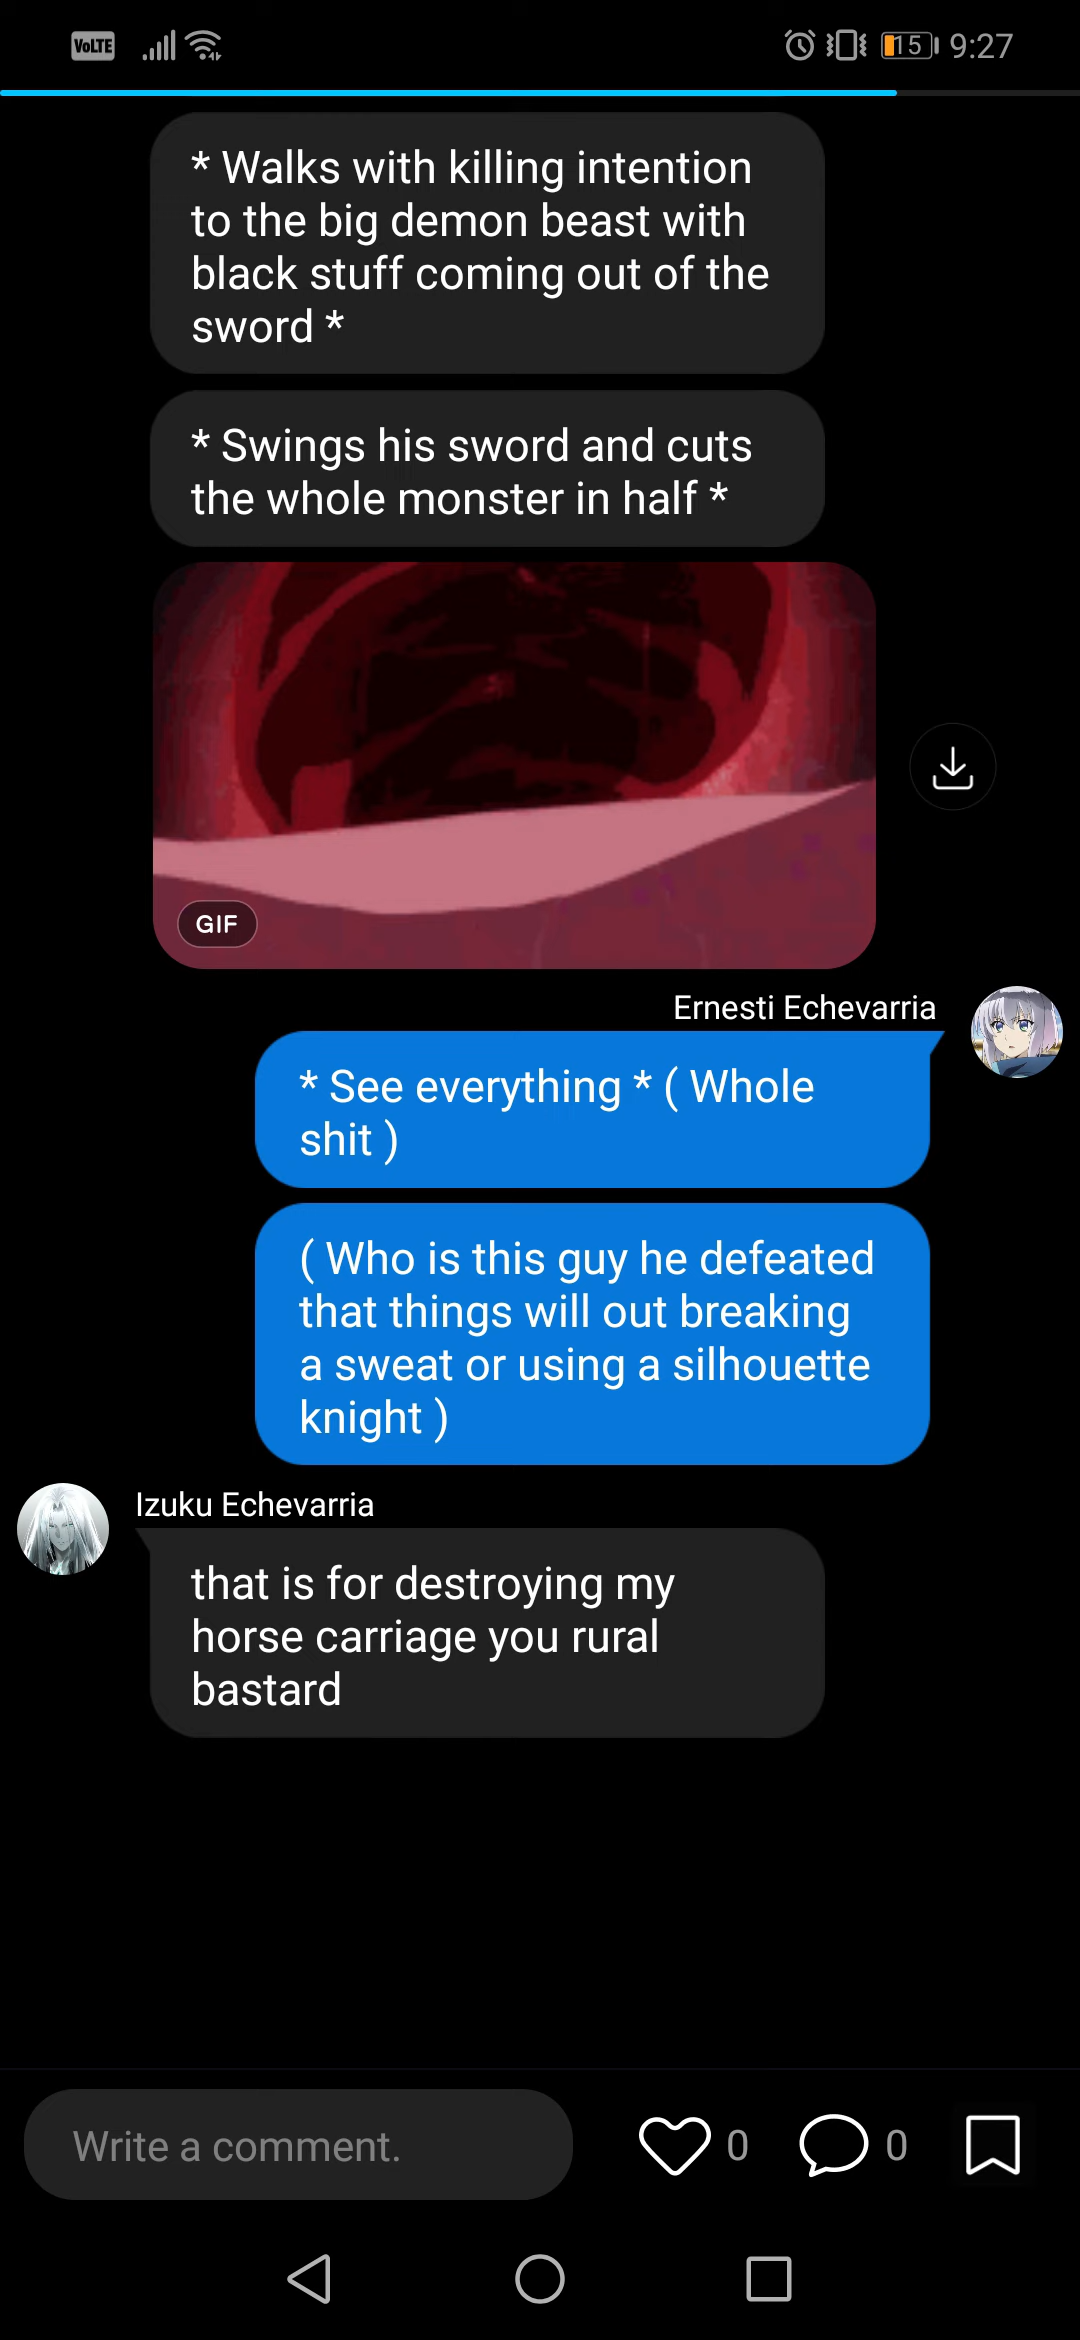 VoLTE 15 9:27
* Walks with killing intention
to the big demon beast with
black stuff coming out of the
sword *
* Swings his sword and cuts
the whole monster in half *
GIF
Ernesti Echevarria
* See everything * ( Whole
shit )
( Who is this guy he defeated
that things will out breaking
a sweat or using a silhouette
knight )
Izuku Echevarria
that is for destroying my
horse carriage you rural
bastard
Write a comment. 0 0